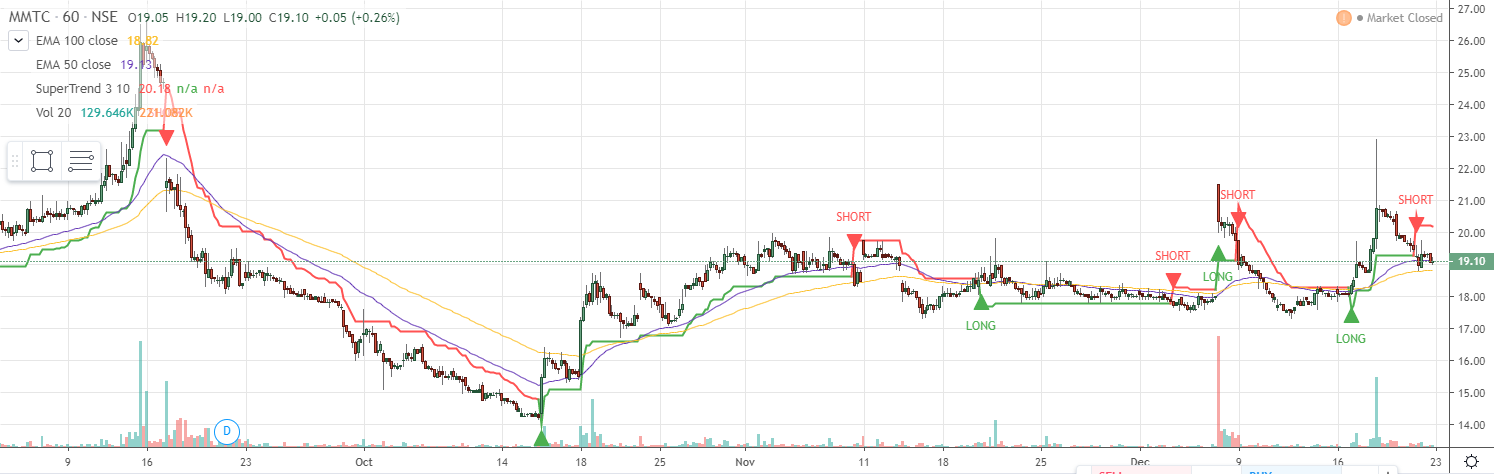 MMTC · 60 · NSE O19.05 H19.20 L19.00 C19.10 +0.05 (+0.26%)
Market Closed
EMA 100 close 18.82
EMA 50 close 19.13
SuperTrend 3 10 20.18 n/a n/a
Vol 20 129.646K 221.082K
27.00
26.00
25.00
24.00
23.00
22.00
21.00
20.00
19.10
18.00
17.00
16.00
15.00
14.00
SHORT
SHORT
SHORT
SHORT
LONG
LONG
LONG
D
9 16 23 Oct 14 18 25 Nov 11 18 25 Dec 9 16 23
SELL BUY